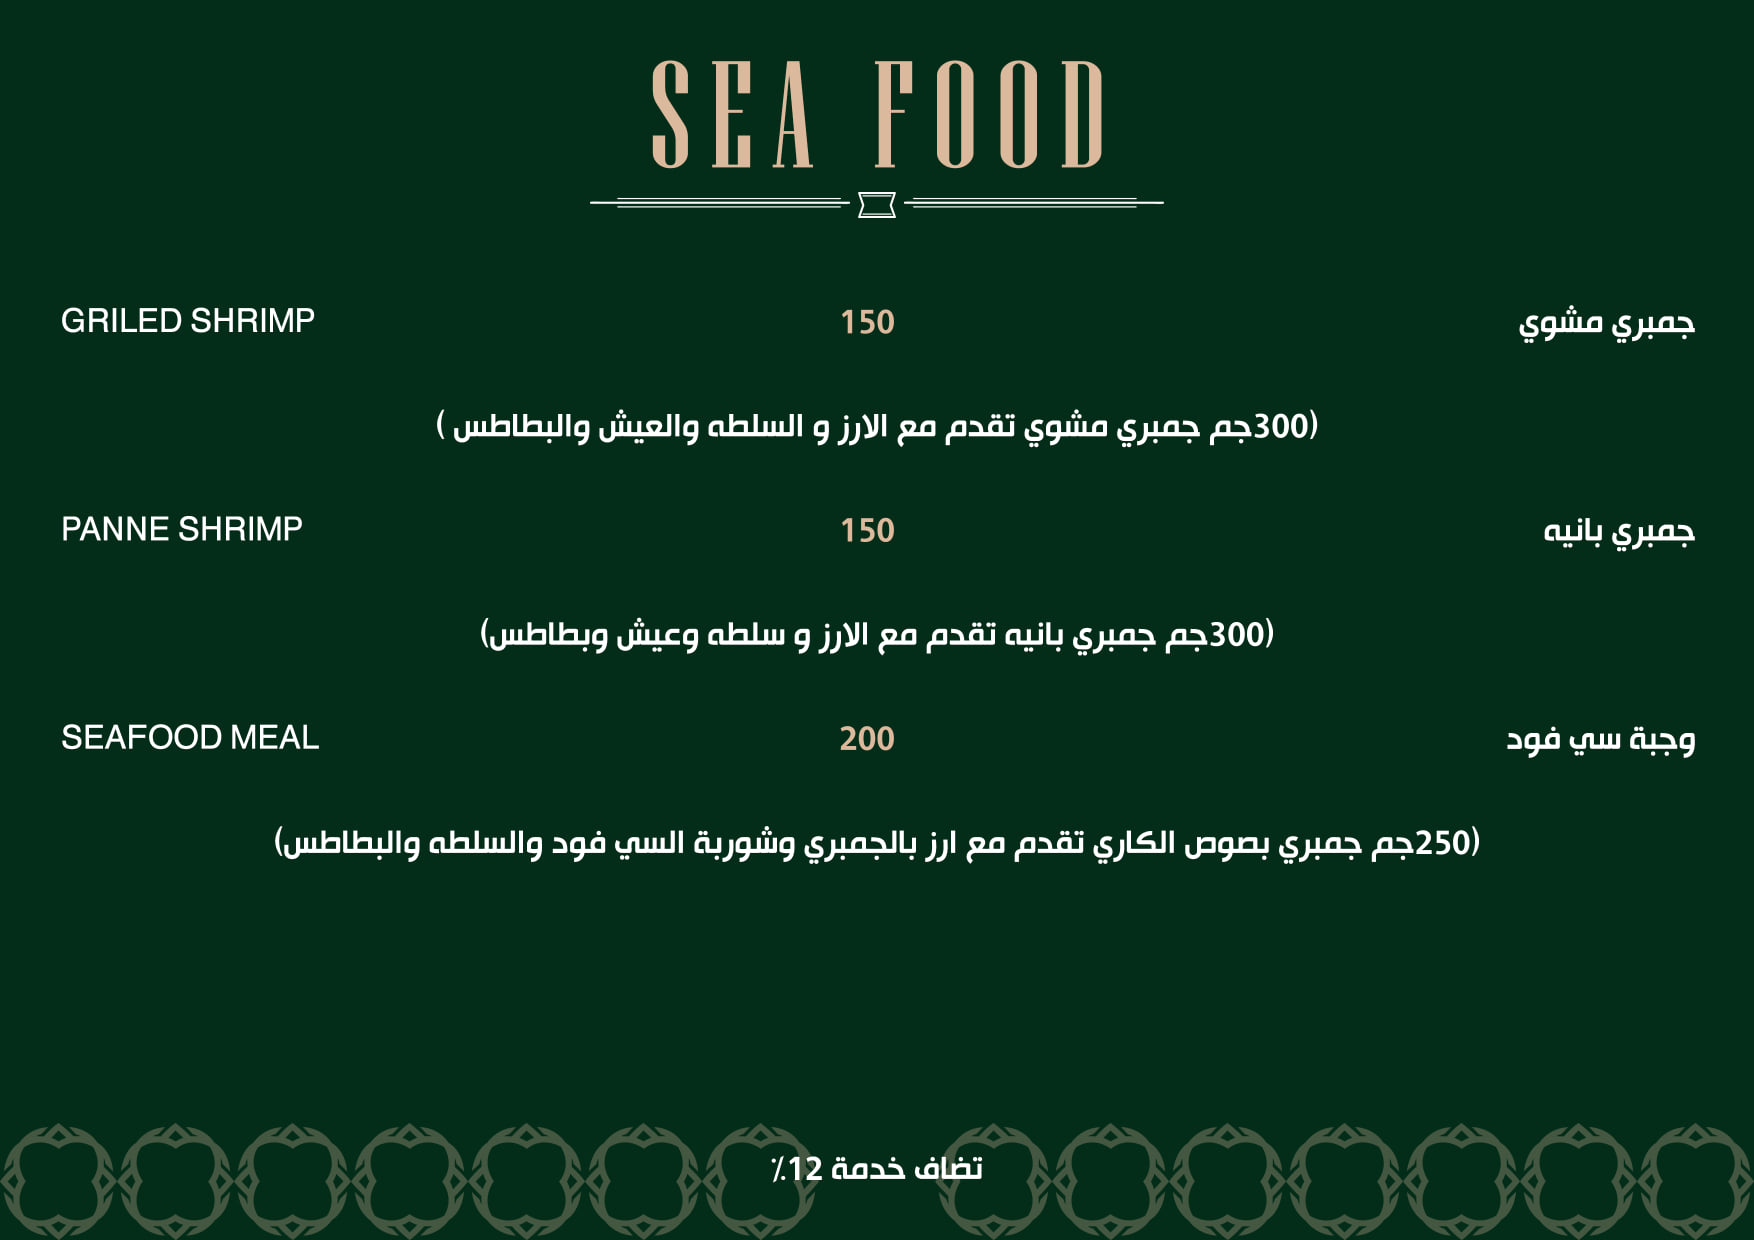 SEA FOOD
GRILED SHRIMP 150 جمبري مشوي
(300جم جمبري مشوي تقدم مع الارز و السلطه والعيش والبطاطس )
PANNE SHRIMP 150 جمبري بانيه
(300جم جمبري بانيه تقدم مع الارز و سلطه وعيش وبطاطس)
SEAFOOD MEAL 200 وجبة سي فود
(250جم جمبري بصوص الكاري تقدم مع ارز بالجمبري وشوربة السي فود والسلطه والبطاطس)
تضاف خدمة 12٪